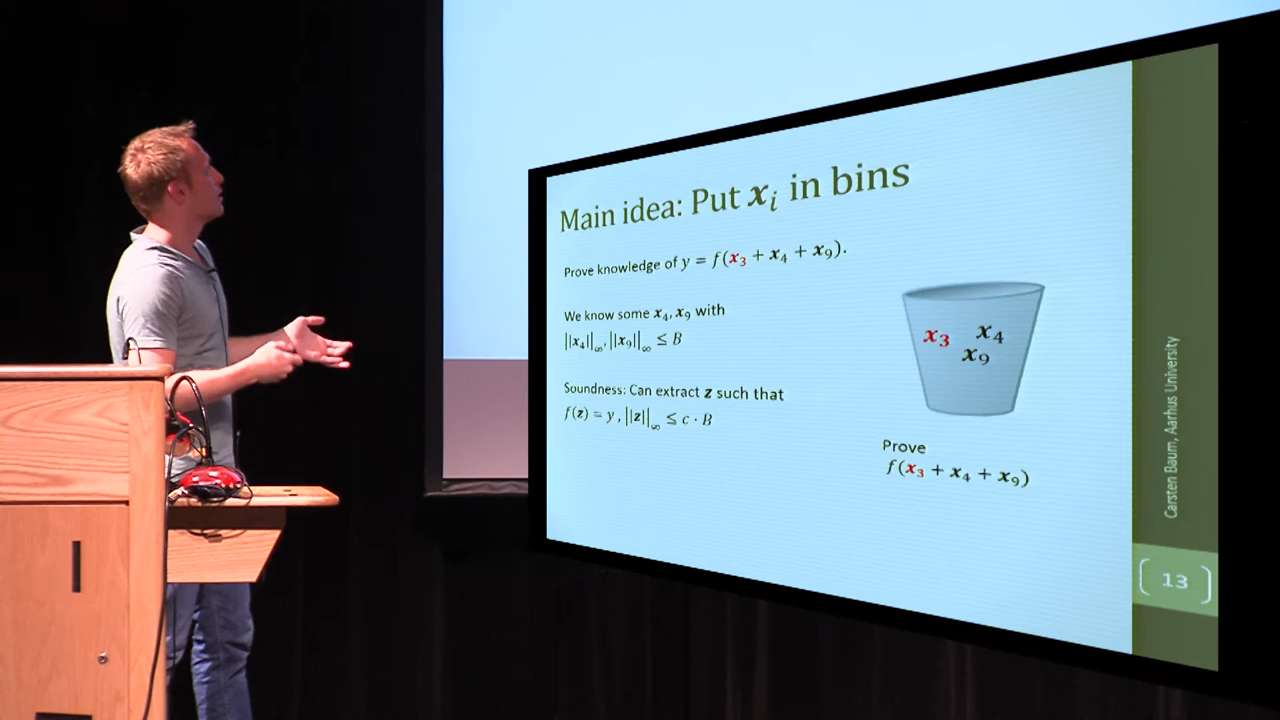 Main idea: Put 𝒙ᵢ in bins
Prove knowledge of y = f(𝒙₃ + 𝒙₄ + 𝒙₉).
We know some 𝒙₄, 𝒙₉ with
||𝒙₄||∞, ||𝒙₉||∞ ≤ B
Soundness: Can extract 𝒛 such that
f(𝒛) = y , ||𝒛||∞ ≤ c · B
𝒙₃ 𝒙₄
𝒙₉
Prove
f(𝒙₃ + 𝒙₄ + 𝒙₉)
Carsten Baum, Aarhus University
13